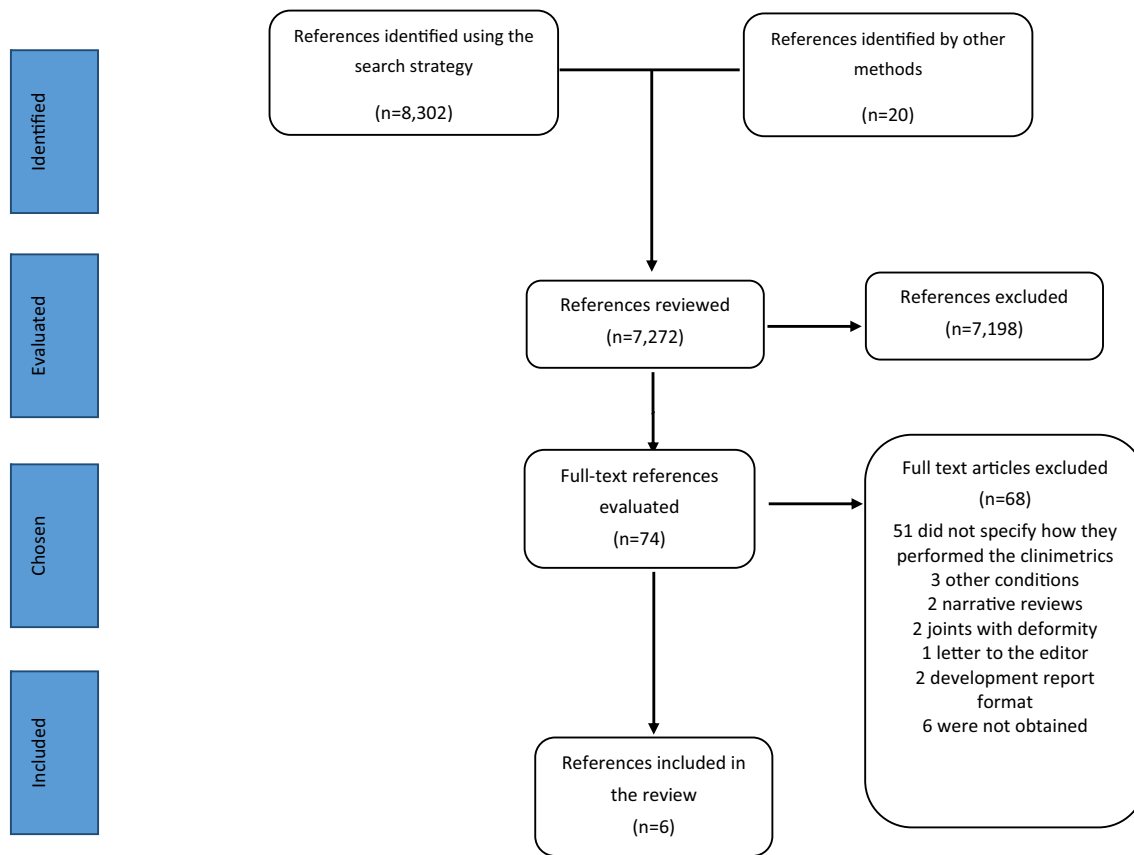 Identified
References identified using the
search strategy
(n=8,302)
References identified by other
methods
(n=20)
Evaluated
References reviewed
(n=7,272)
References excluded
(n=7,198)
Chosen
Full-text references
evaluated
(n=74)
Full text articles excluded
(n=68)
51 did not specify how they
performed the clinimetrics
3 other conditions
2 narrative reviews
2 joints with deformity
1 letter to the editor
2 development report
format
6 were not obtained
Included
References included in
the review
(n=6)